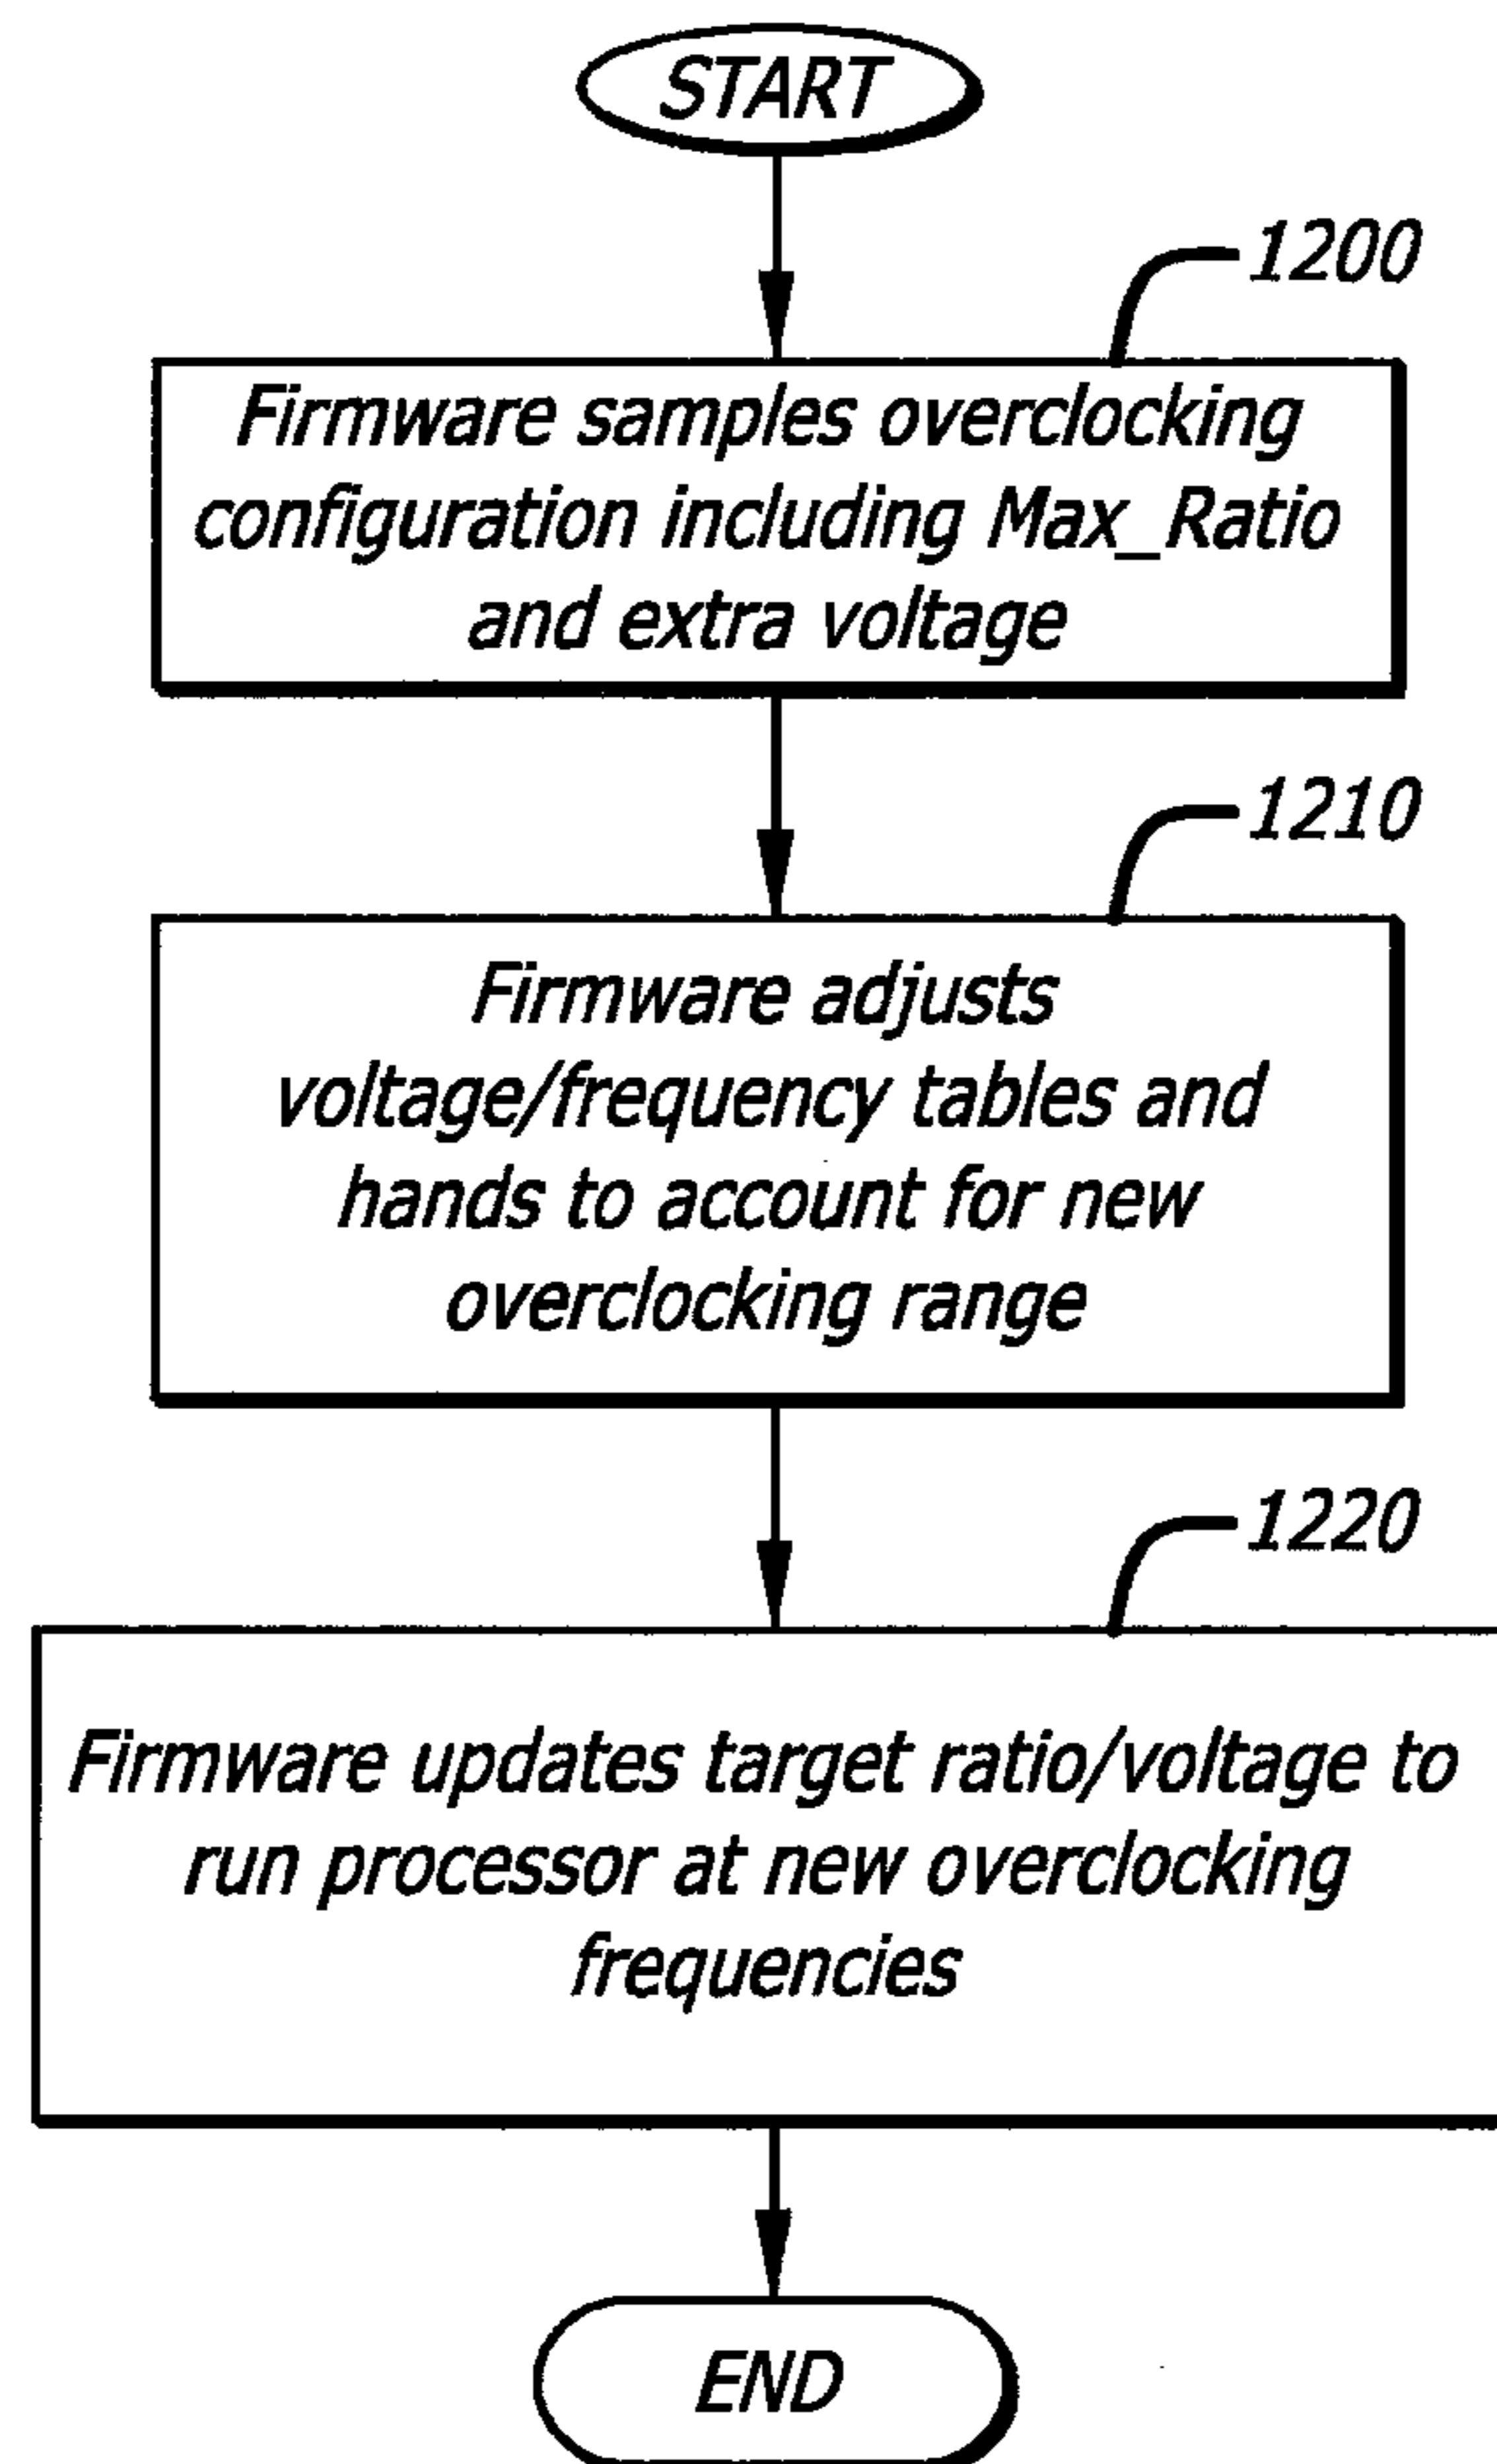 START
1200
Firmware samples overclocking
configuration including Max_Ratio
and extra voltage
1210
Firmware adjusts
voltage/frequency tables and
hands to account for new
overclocking range
1220
Firmware updates target ratio/voltage to
run processor at new overclocking
frequencies
END